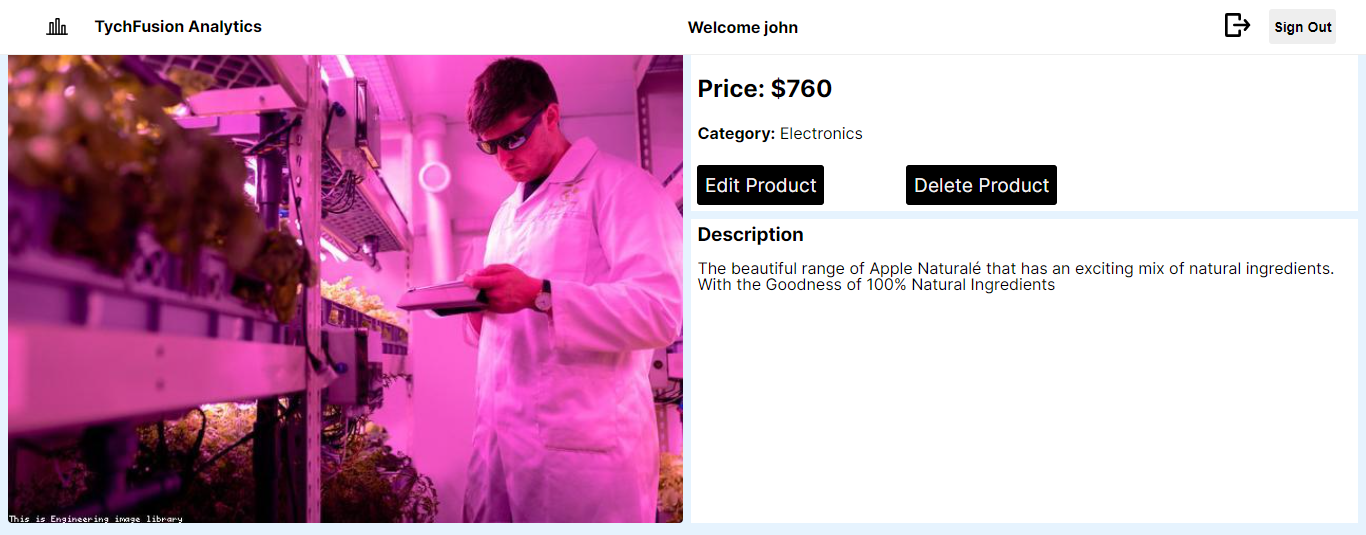 TychFusion Analytics
Welcome john
Sign Out
Price: $760
Category: Electronics
Edit Product
Delete Product
Description
The beautiful range of Apple Naturalé that has an exciting mix of natural ingredients.
With the Goodness of 100% Natural Ingredients
This is Engineering image library